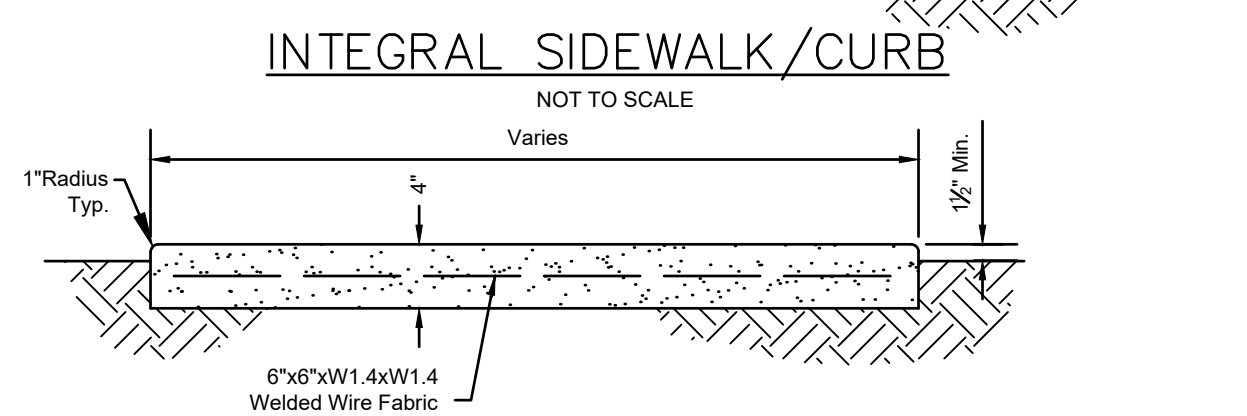 INTEGRAL SIDEWALK/CURB
NOT TO SCALE
Varies
1"Radius
Typ.
4"
1½" Min.
6"x6"xW1.4xW1.4
Welded Wire Fabric